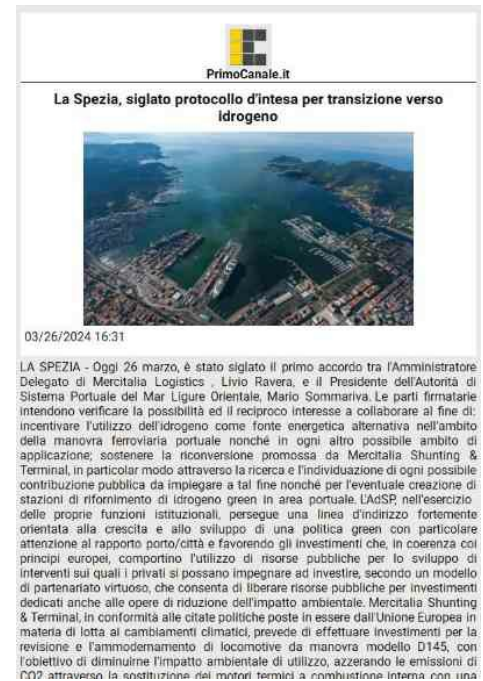 PrimoCanale.it
La Spezia, siglato protocollo d'intesa per transizione verso
idrogeno
03/26/2024 16:31
LA SPEZIA - Oggi 26 marzo, è stato siglato il primo accordo tra l'Amministratore
Delegato di Mercitalia Logistics , Livio Ravera, e il Presidente dell'Autorità di
Sistema Portuale del Mar Ligure Orientale, Mario Sommariva. Le parti firmatarie
intendono verificare la possibilità ed il reciproco interesse a collaborare al fine di:
incentivare l'utilizzo dell'idrogeno come fonte energetica alternativa nell'ambito
della manovra ferroviaria portuale nonché in ogni altro possibile ambito di
applicazione; sostenere la riconversione promossa da Mercitalia Shunting &
Terminal, in particolar modo attraverso la ricerca e l'individuazione di ogni possibile
contribuzione pubblica da impiegare a tal fine nonché per l'eventuale creazione di
stazioni di rifornimento di idrogeno green in area portuale. L'AdSP, nell'esercizio
delle proprie funzioni istituzionali, persegue una linea d'indirizzo fortemente
orientata alla crescita e allo sviluppo di una politica green con particolare
attenzione al rapporto porto/città e favorendo gli investimenti che, in coerenza coi
principi europei, comportino l'utilizzo di risorse pubbliche per lo sviluppo di
interventi sui quali i privati si possano impegnare ad investire, secondo un modello
di partenariato virtuoso, che consenta di liberare risorse pubbliche per investimenti
dedicati anche alle opere di riduzione dell'impatto ambientale. Mercitalia Shunting
& Terminal, in conformità alle citate politiche poste in essere dall'Unione Europea in
materia di lotta ai cambiamenti climatici, prevede di effettuare investimenti per la
revisione e l'ammodernamento di locomotive da manovra modello D145, con
l'obiettivo di diminuirne l'impatto ambientale di utilizzo, azzerando le emissioni di
CO2 attraverso la sostituzione dei motori termici a combustione interna con una